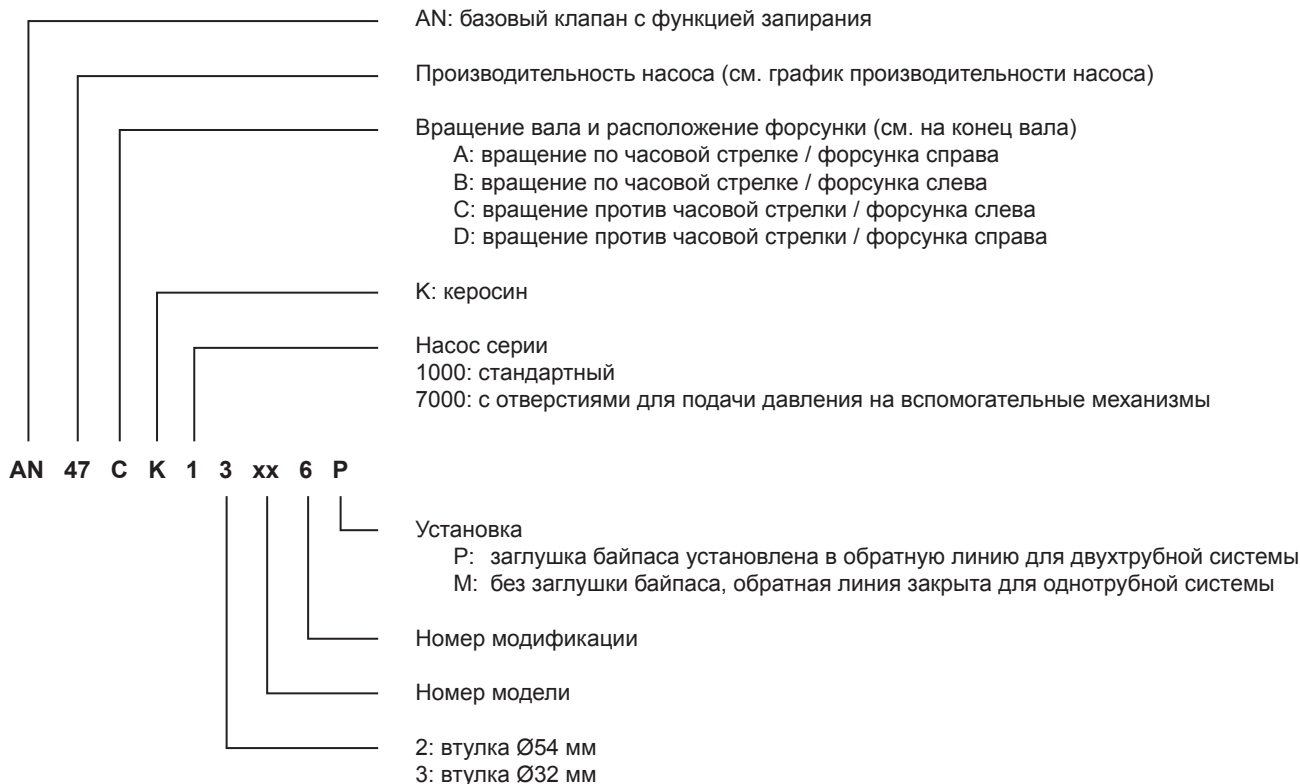 AN: базовый клапан с функцией запирания
Производительность насоса (см. график производительности насоса)
Вращение вала и расположение форсунки (см. на конец вала)
A: вращение по часовой стрелке / форсунка справа
B: вращение по часовой стрелке / форсунка слева
C: вращение против часовой стрелки / форсунка слева
D: вращение против часовой стрелки / форсунка справа
K: керосин
Насос серии
1000: стандартный
7000: с отверстиями для подачи давления на вспомогательные механизмы
AN 47 C K 1 3 xx 6 P
Установка
P: заглушка байпаса установлена в обратную линию для двухтрубной системы
M: без заглушки байпаса, обратная линия закрыта для однотрубной системы
Номер модификации
Номер модели
2: втулка Ø54 мм
3: втулка Ø32 мм